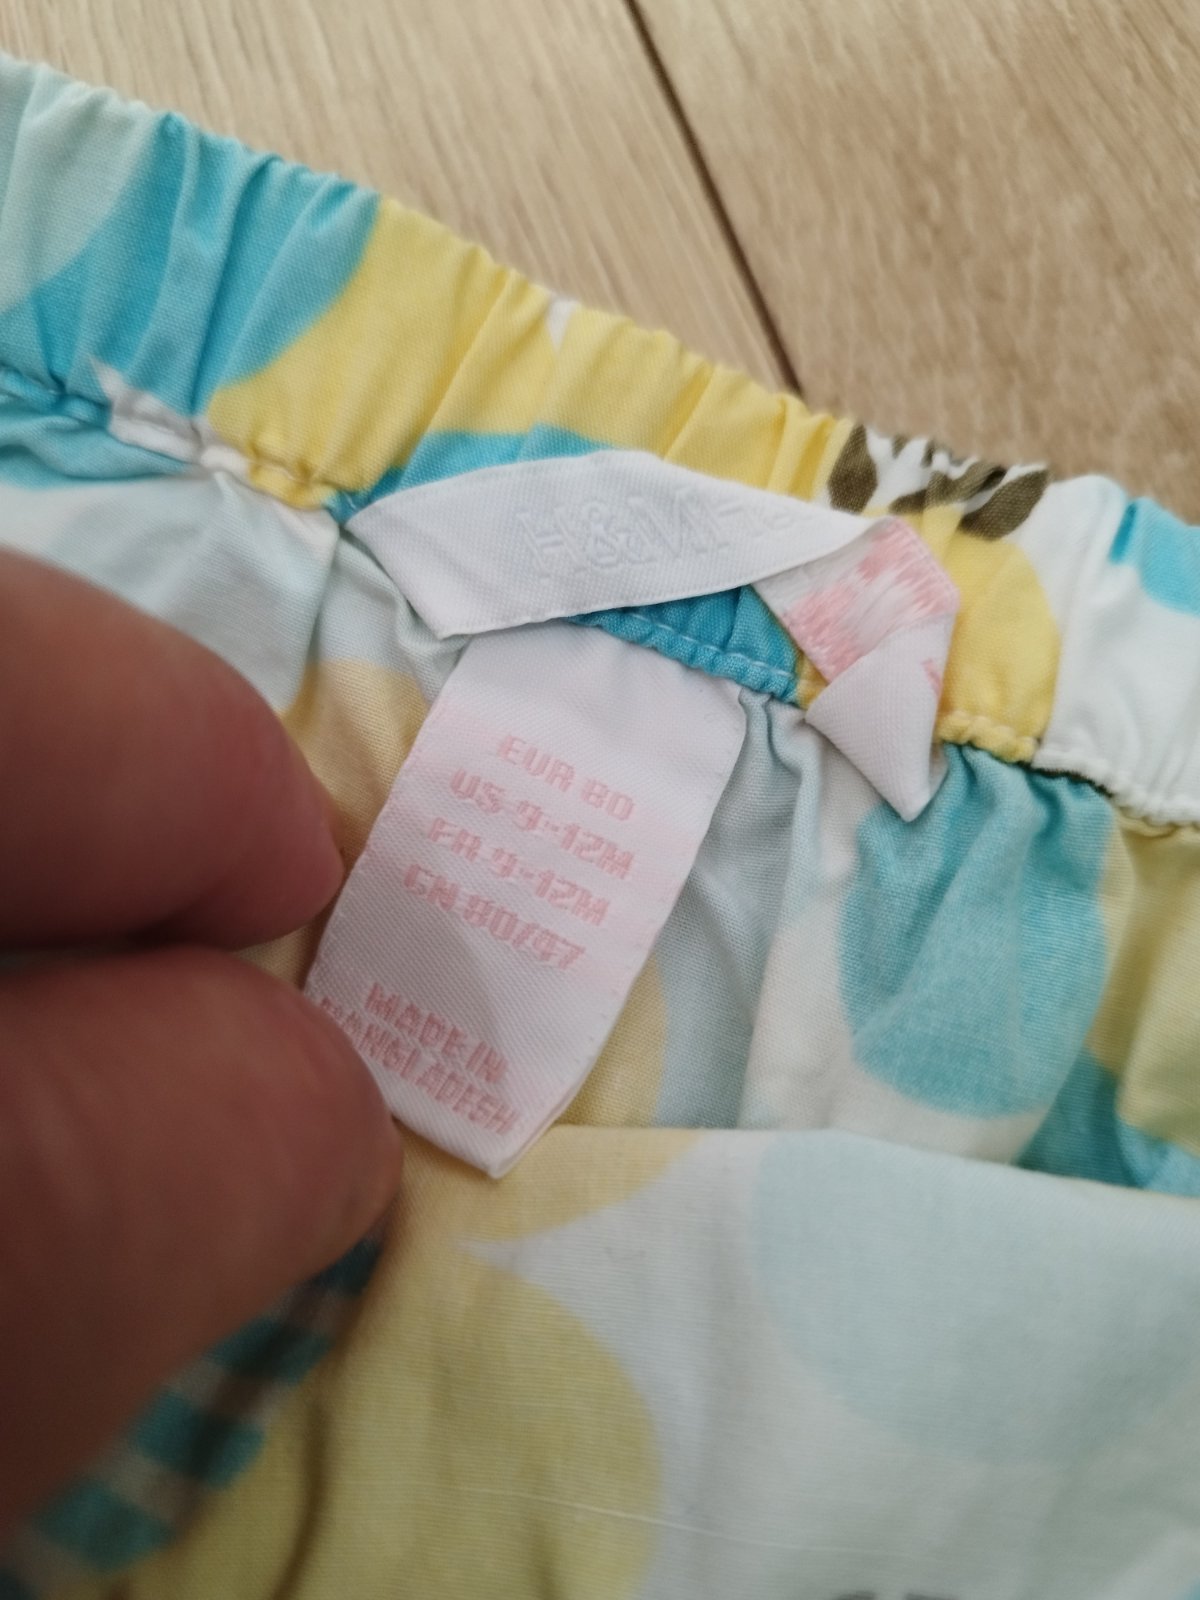 H&M
EUR 80
US 9-12M
FR 9-12M
CN 80/47
MADE IN
BANGLADESH